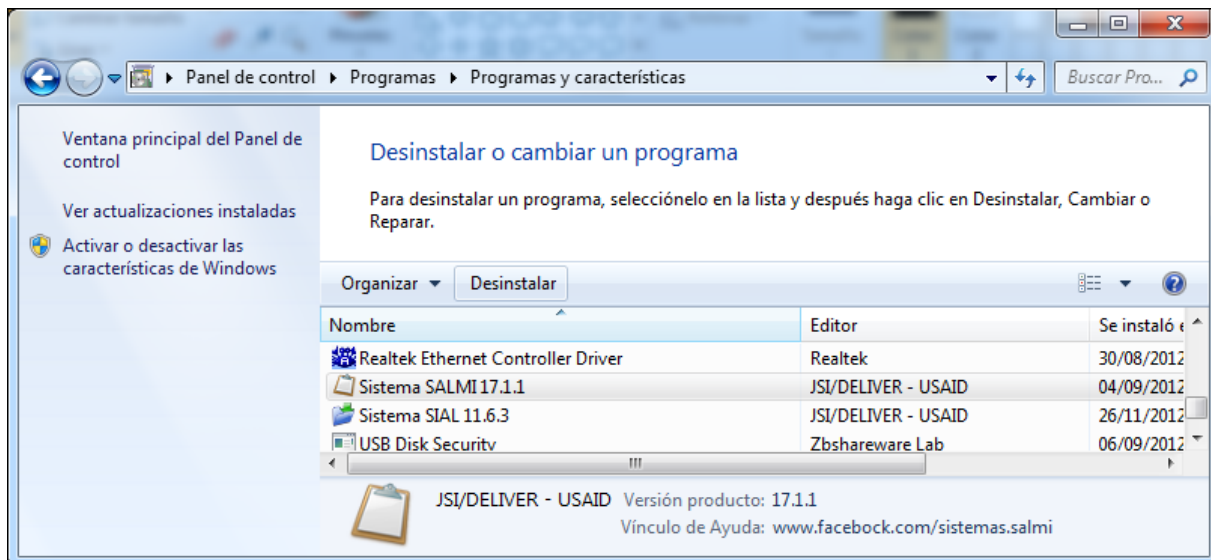 Panel de control ▸ Programas ▸ Programas y características
Buscar Pro...
Ventana principal del Panel de
control
Ver actualizaciones instaladas
Activar o desactivar las
características de Windows
Desinstalar o cambiar un programa
Para desinstalar un programa, selecciónelo en la lista y después haga clic en Desinstalar, Cambiar o
Reparar.
Organizar Desinstalar
Nombre Editor Se instaló e
Realtek Ethernet Controller Driver Realtek 30/08/2012
Sistema SALMI 17.1.1 JSI/DELIVER - USAID 04/09/2012
Sistema SIAL 11.6.3 JSI/DELIVER - USAID 26/11/2012
USB Disk Security Zbshareware Lab 06/09/2012
JSI/DELIVER - USAID Versión producto: 17.1.1
Vínculo de Ayuda: www.facebock.com/sistemas.salmi